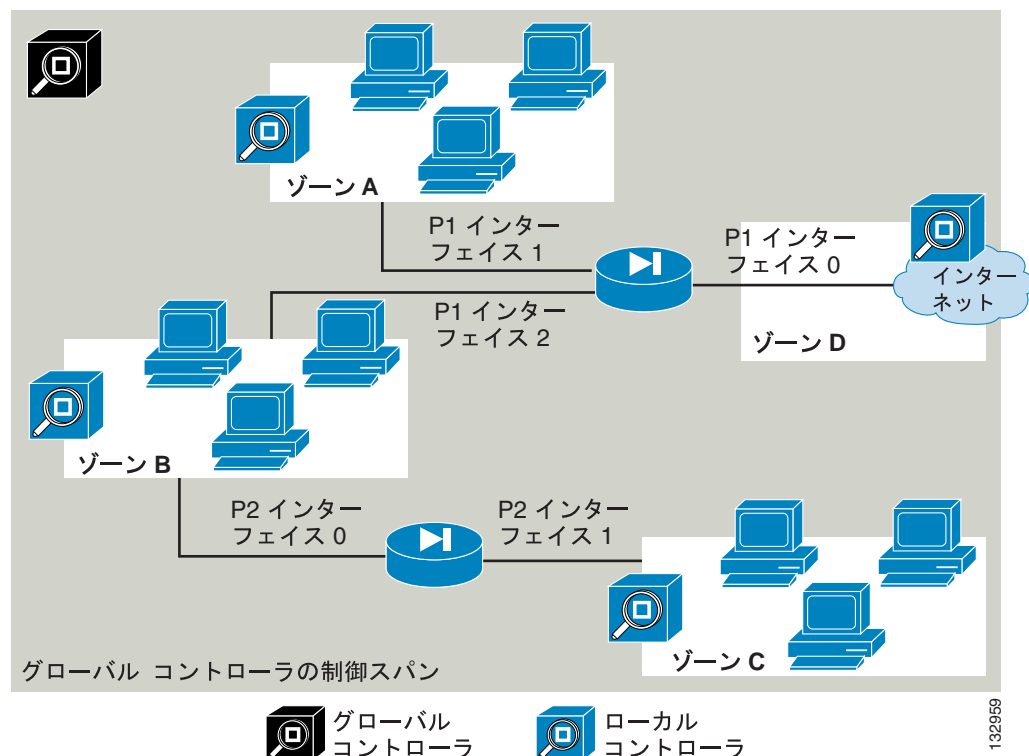 ゾーン A
P1 インター
フェイス 1
P1 インター
フェイス 0
インター
ネット
P1 インター
フェイス 2
ゾーン D
ゾーン B
P2 インター
フェイス 0
P2 インター
フェイス 1
ゾーン C
グローバル コントローラの制御スパン
グローバル
コントローラ
ローカル
コントローラ
132959